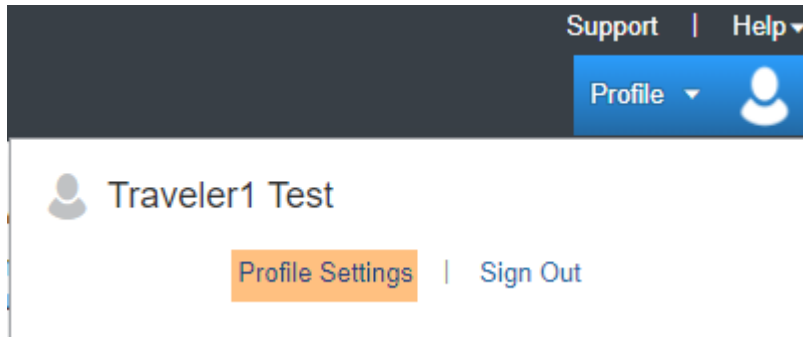 Support | Help
Profile
Traveler1 Test
Profile Settings | Sign Out